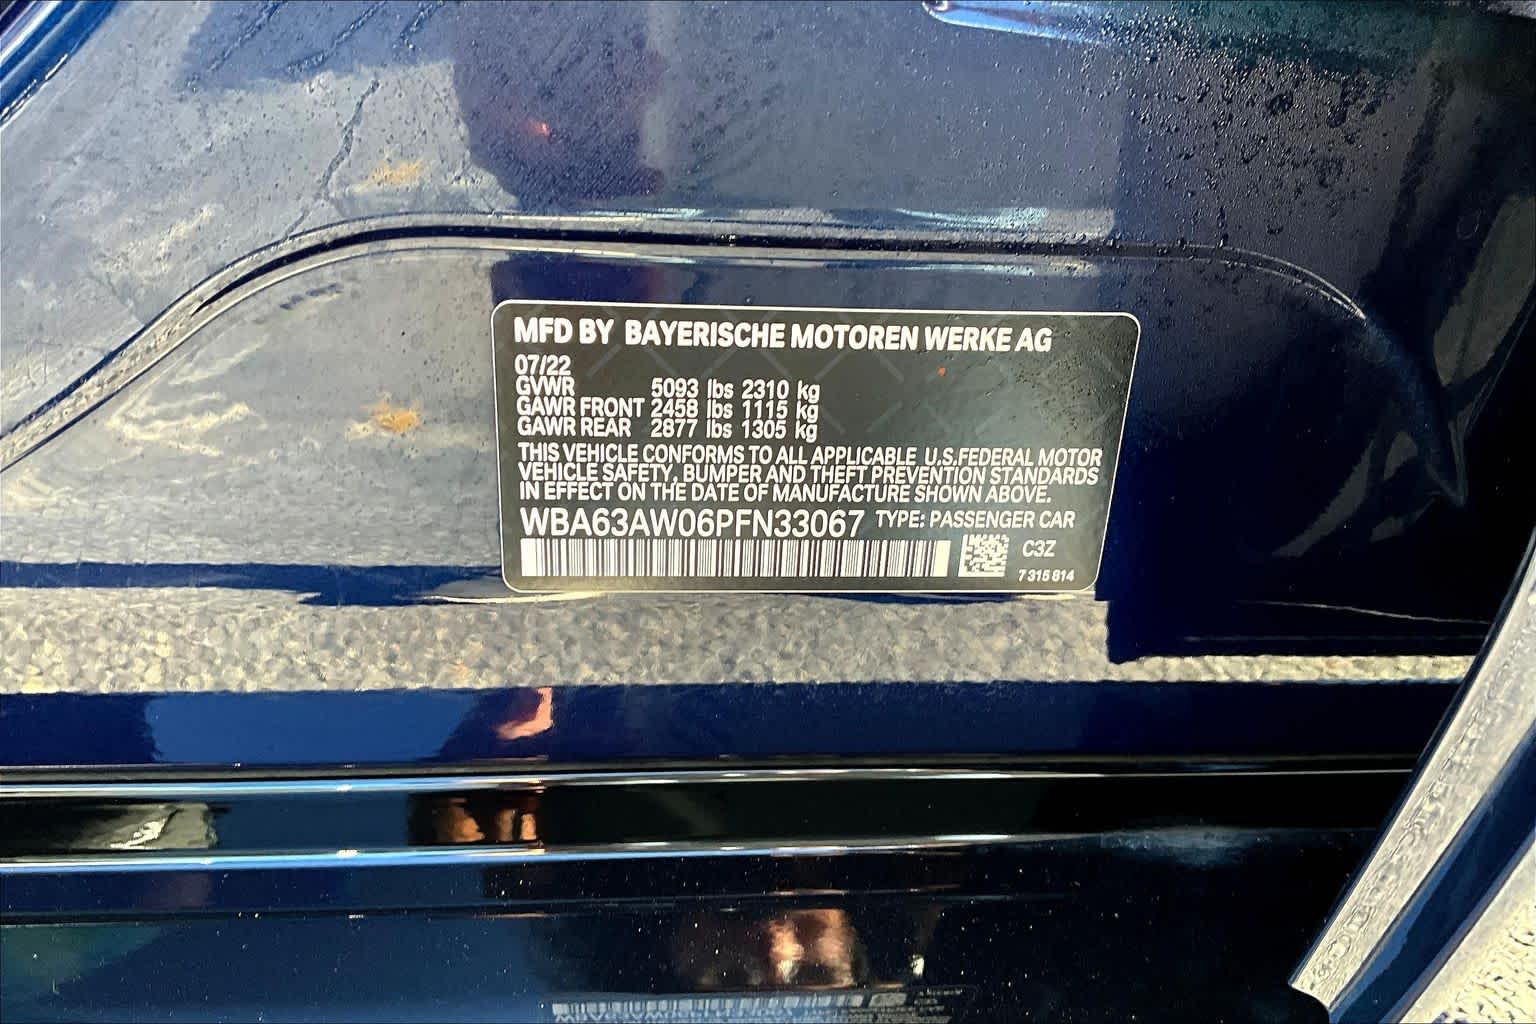 MFD BY BAYERISCHE MOTOREN WERKE AG
07/22
GVWR 5093 lbs 2310 kg
GAWR FRONT 2458 lbs 1115 kg
GAWR REAR 2877 lbs 1305 kg
THIS VEHICLE CONFORMS TO ALL APPLICABLE U.S.FEDERAL MOTOR
VEHICLE SAFETY, BUMPER AND THEFT PREVENTION STANDARDS
IN EFFECT ON THE DATE OF MANUFACTURE SHOWN ABOVE.
WBA63AW06PFN33067 TYPE: PASSENGER CAR
C3Z
7 315 814